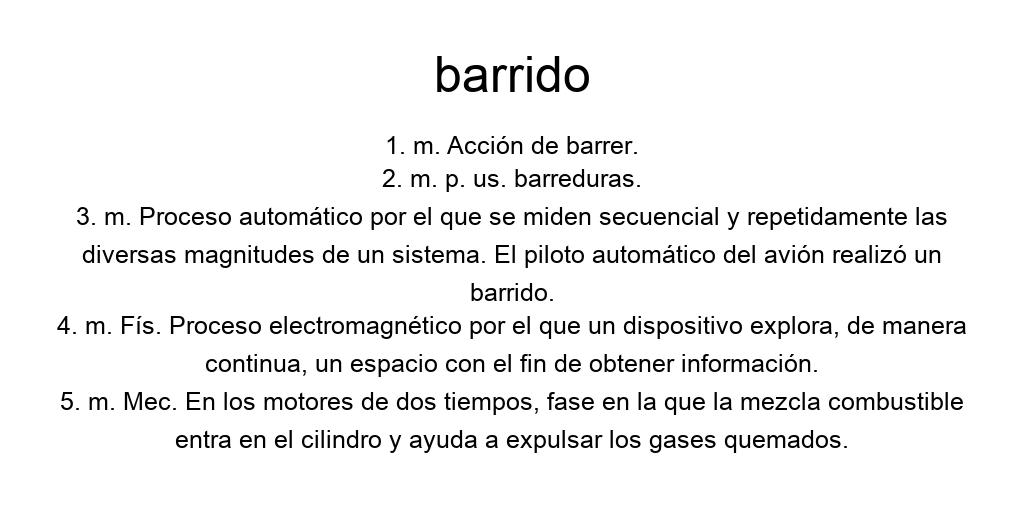 barrido
1. m. Acción de barrer.
2. m. p. us. barreduras.
3. m. Proceso automático por el que se miden secuencial y repetidamente las
diversas magnitudes de un sistema. El piloto automático del avión realizó un
barrido.
4. m. Fís. Proceso electromagnético por el que un dispositivo explora, de manera
continua, un espacio con el fin de obtener información.
5. m. Mec. En los motores de dos tiempos, fase en la que la mezcla combustible
entra en el cilindro y ayuda a expulsar los gases quemados.